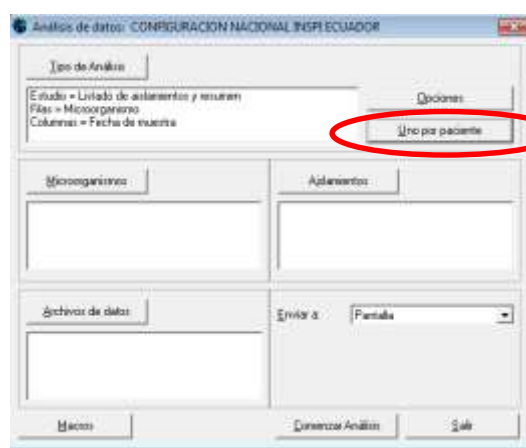 Análisis de datos: CONFIGURACION NACIONAL INSPI ECUADOR
Tipo de Análisis
Estudio = Listado de aislamientos y resumen
Filas = Microorganismo
Columnas = Fecha de muestra
Opciones
Uno por paciente
Microorganismos
Aislamientos
Archivos de datos
Enviar a
Pantalla
Macros
Comenzar Análisis
Salir